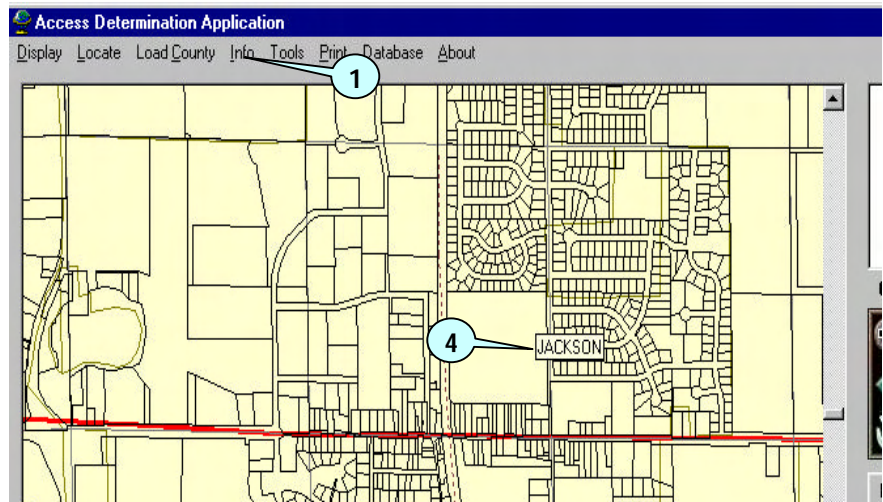 Access Determination Application
Display Locate Load County Info Tools Print Database About
1
4
JACKSON